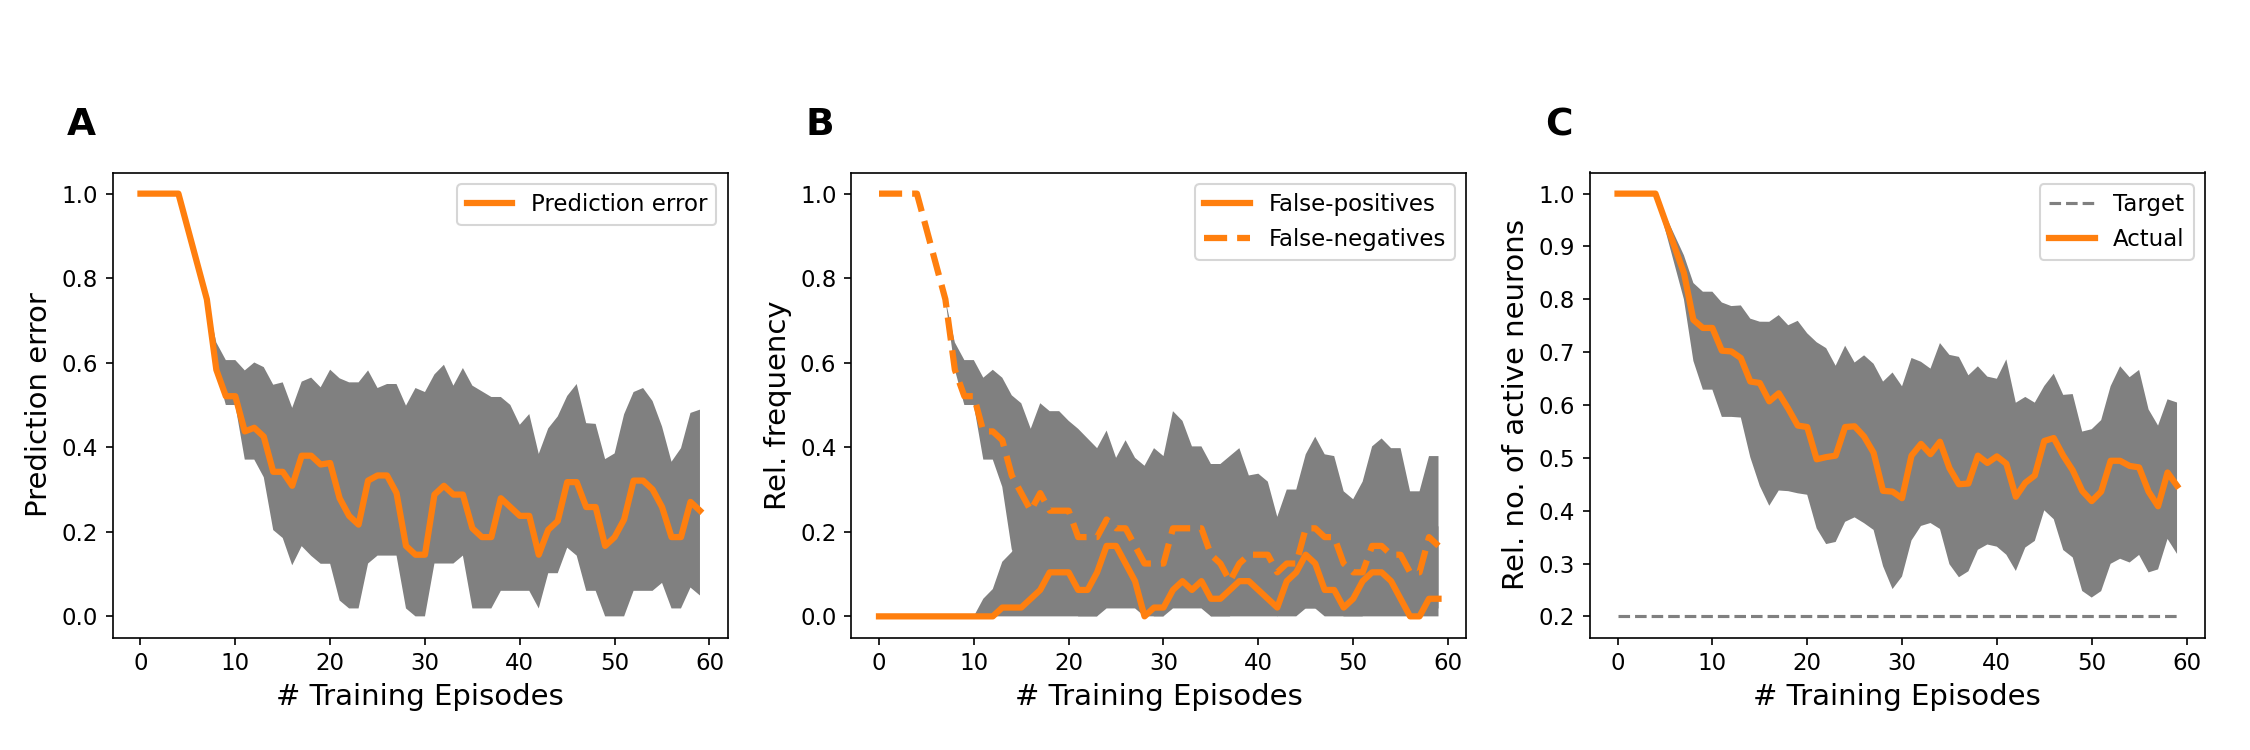 A
B
C
Prediction error
1.0
0.8
0.6
0.4
0.2
0.0
0 10 20 30 40 50 60
# Training Episodes
Prediction error
Rel. frequency
1.0
0.8
0.6
0.4
0.2
0.0
0 10 20 30 40 50 60
# Training Episodes
False-positives
False-negatives
Rel. no. of active neurons
1.0
0.9
0.8
0.7
0.6
0.5
0.4
0.3
0.2
0 10 20 30 40 50 60
# Training Episodes
Target
Actual